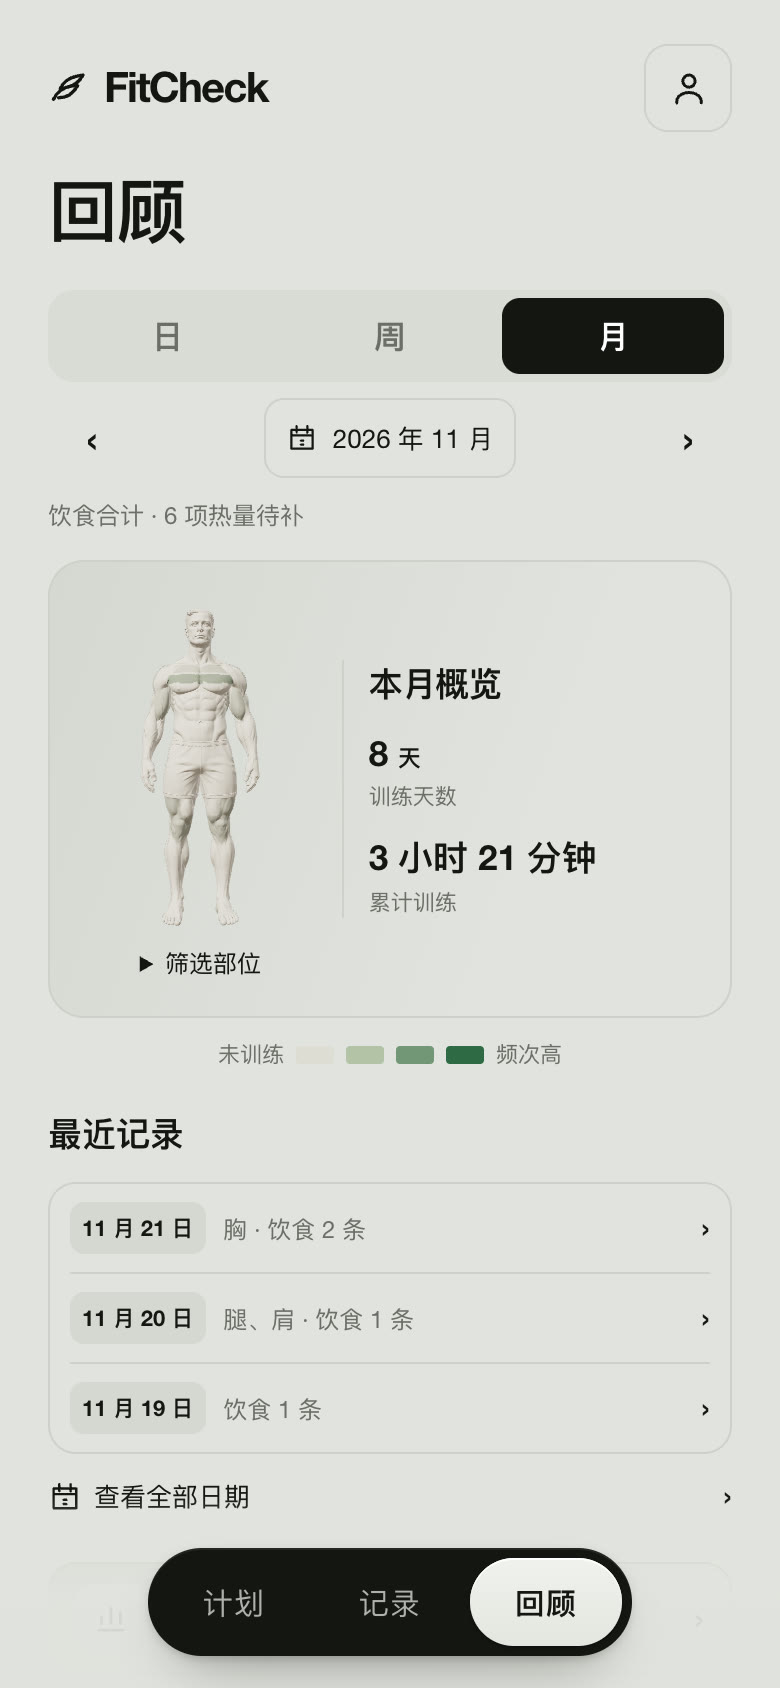 FitCheck
回顾
日 周 月
‹ 2026 年 11 月 ›
饮食合计 · 6 项热量待补
本月概览
8 天
训练天数
3 小时 21 分钟
累计训练
▶ 筛选部位
未训练 频次高
最近记录
11 月 21 日 胸 · 饮食 2 条 ›
11 月 20 日 腿、肩 · 饮食 1 条 ›
11 月 19 日 饮食 1 条 ›
查看全部日期 ›
计划 记录 回顾